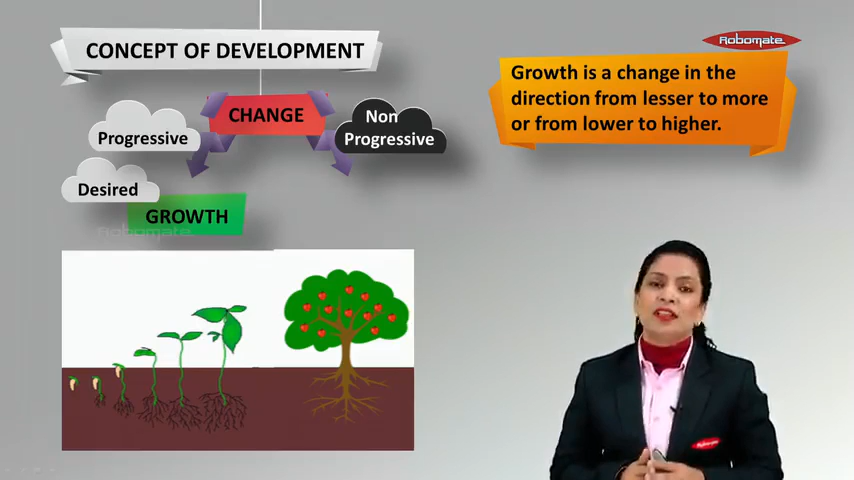 CONCEPT OF DEVELOPMENT
Robomate
Growth is a change in the
direction from lesser to more
or from lower to higher.
CHANGE
Progressive
Non
Progressive
Desired
GROWTH
Robomate